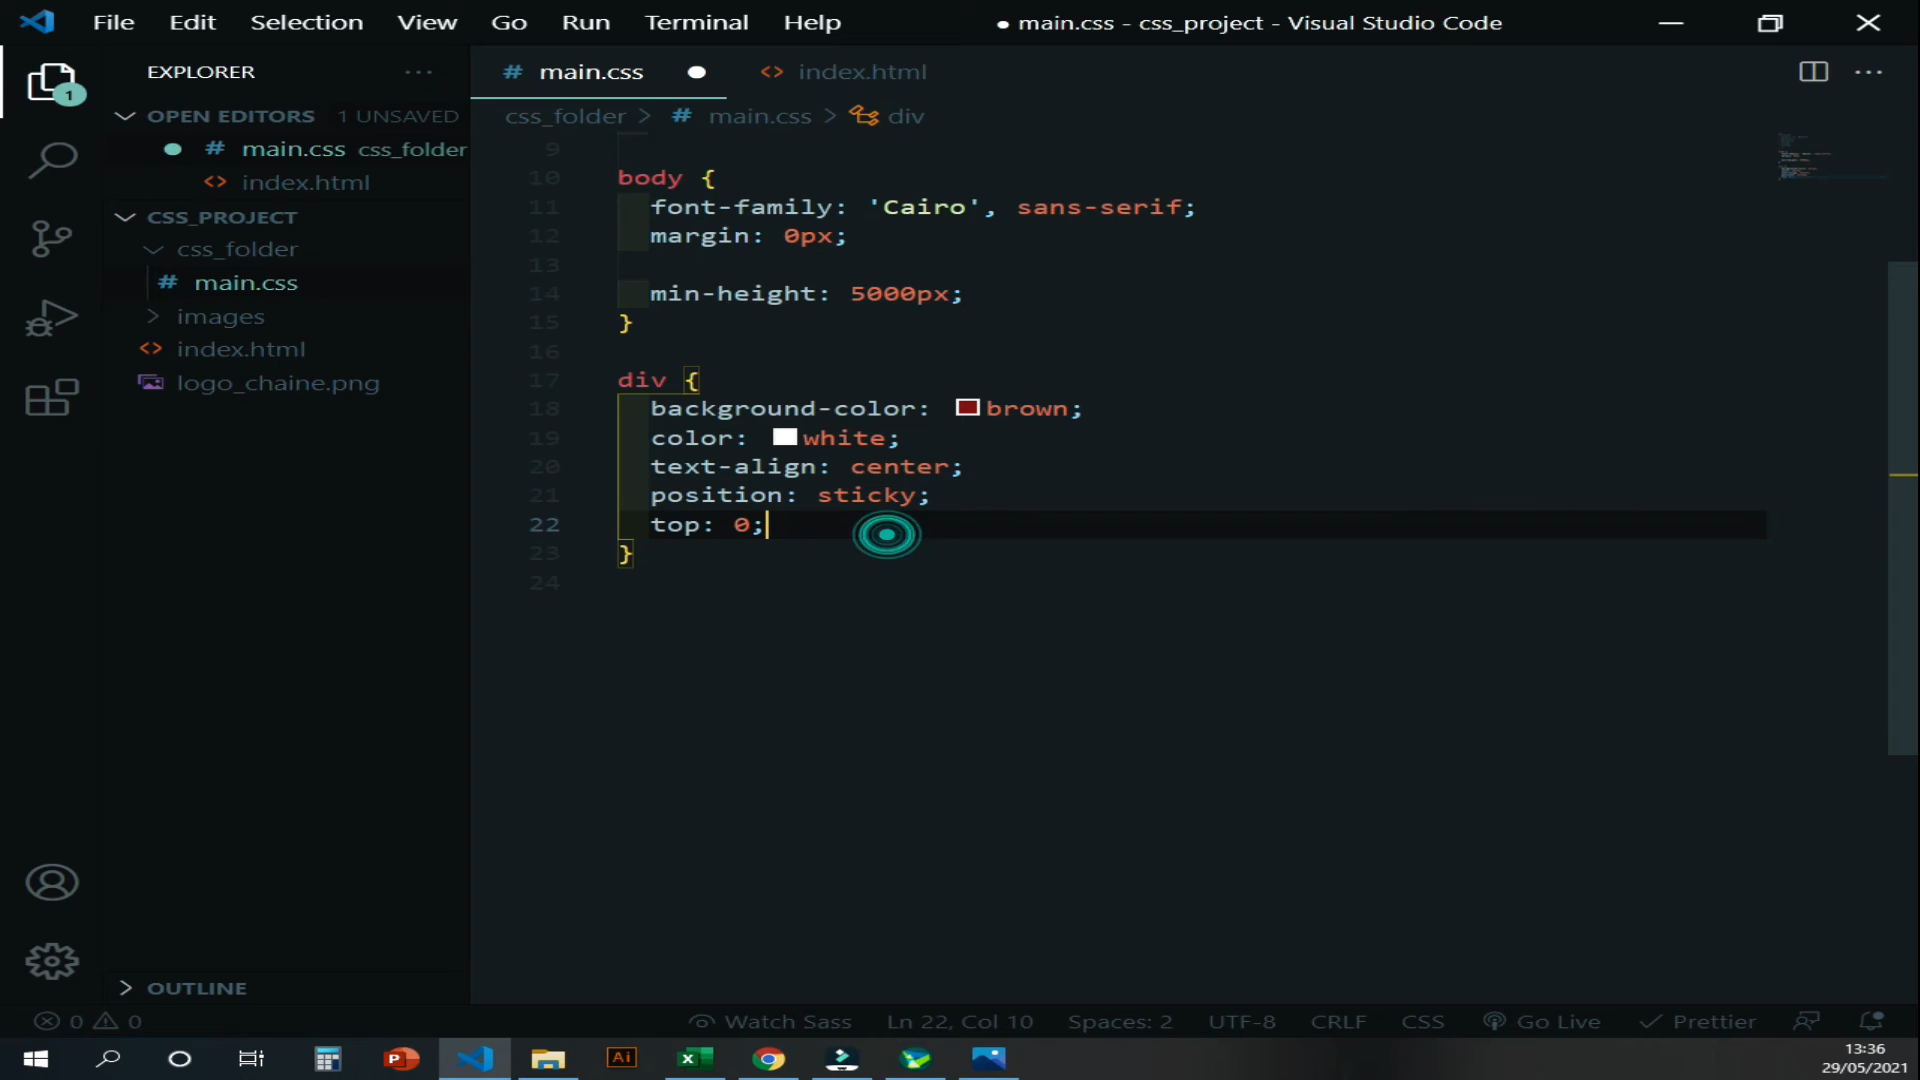 File Edit Selection View Go Run Terminal Help ● main.css - css_project - Visual Studio Code
EXPLORER ···
# main.css ●
<> index.html
OPEN EDITORS 1 UNSAVED
css_folder > # main.css > div
● # main.css css_folder
<> index.html
CSS_PROJECT
css_folder
# main.css
images
<> index.html
logo_chaine.png
9
10 body {
11 font-family: 'Cairo', sans-serif;
12 margin: 0px;
13
14 min-height: 5000px;
15 }
16
17 div {
18 background-color: brown;
19 color: white;
20 text-align: center;
21 position: sticky;
22 top: 0;
23 }
24
OUTLINE
0 0 Watch Sass Ln 22, Col 10 Spaces: 2 UTF-8 CRLF CSS Go Live Prettier
13:36
29/05/2021
1
P
Ai
X